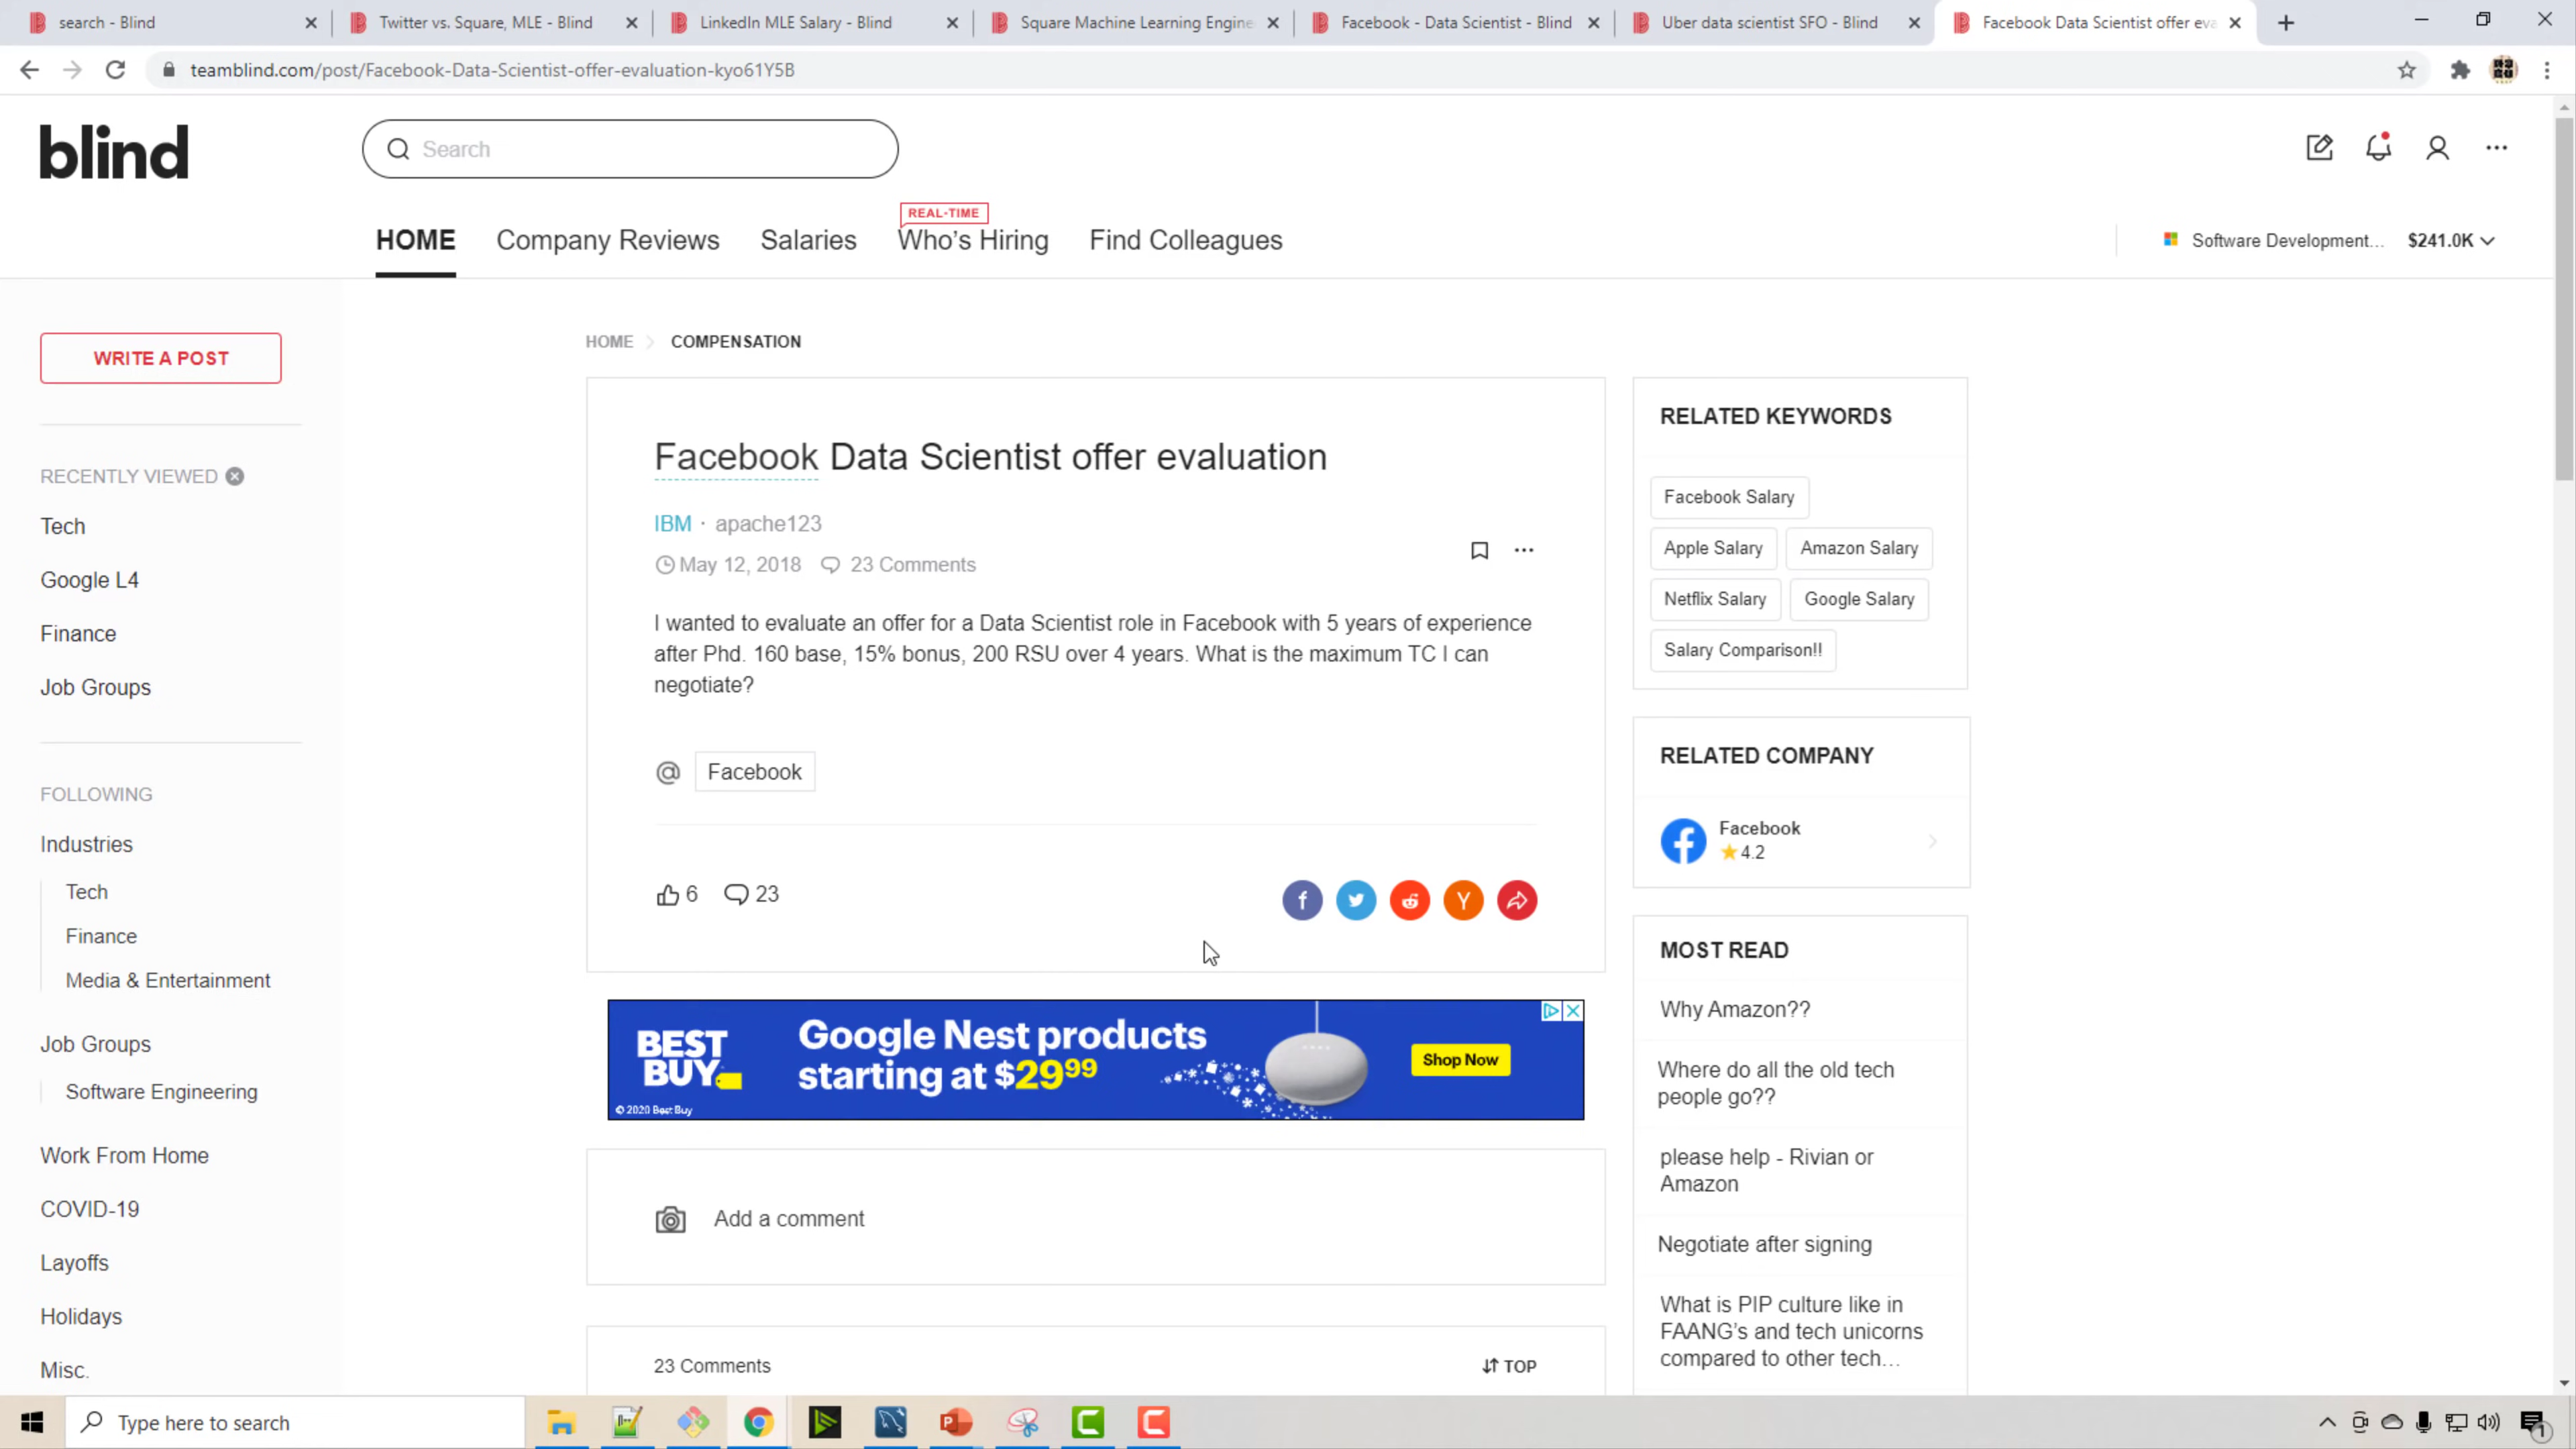 search - Blind
Twitter vs. Square, MLE - Blind
LinkedIn MLE Salary - Blind
Square Machine Learning Engine
Facebook - Data Scientist - Blind
Uber data scientist SFO - Blind
Facebook Data Scientist offer eva
teamblind.com/post/Facebook-Data-Scientist-offer-evaluation-kyo61Y5B
blind
Search
REAL-TIME
HOME Company Reviews Salaries Who's Hiring Find Colleagues
Software Development... $241.0K
WRITE A POST
RECENTLY VIEWED
Tech
Google L4
Finance
Job Groups
FOLLOWING
Industries
Tech
Finance
Media & Entertainment
Job Groups
Software Engineering
Work From Home
COVID-19
Layoffs
Holidays
Misc.
HOME > COMPENSATION
Facebook Data Scientist offer evaluation
IBM · apache123
May 12, 2018 23 Comments
I wanted to evaluate an offer for a Data Scientist role in Facebook with 5 years of experience
after Phd. 160 base, 15% bonus, 200 RSU over 4 years. What is the maximum TC I can
negotiate?
@ Facebook
6 23
BEST
BUY
Google Nest products
starting at $29⁹⁹
Shop Now
© 2020 Best Buy
Add a comment
23 Comments
TOP
RELATED KEYWORDS
Facebook Salary
Apple Salary Amazon Salary
Netflix Salary Google Salary
Salary Comparison!!
RELATED COMPANY
Facebook
4.2
MOST READ
Why Amazon??
Where do all the old tech
people go??
please help - Rivian or
Amazon
Negotiate after signing
What is PIP culture like in
FAANG's and tech unicorns
compared to other tech...
Type here to search
1